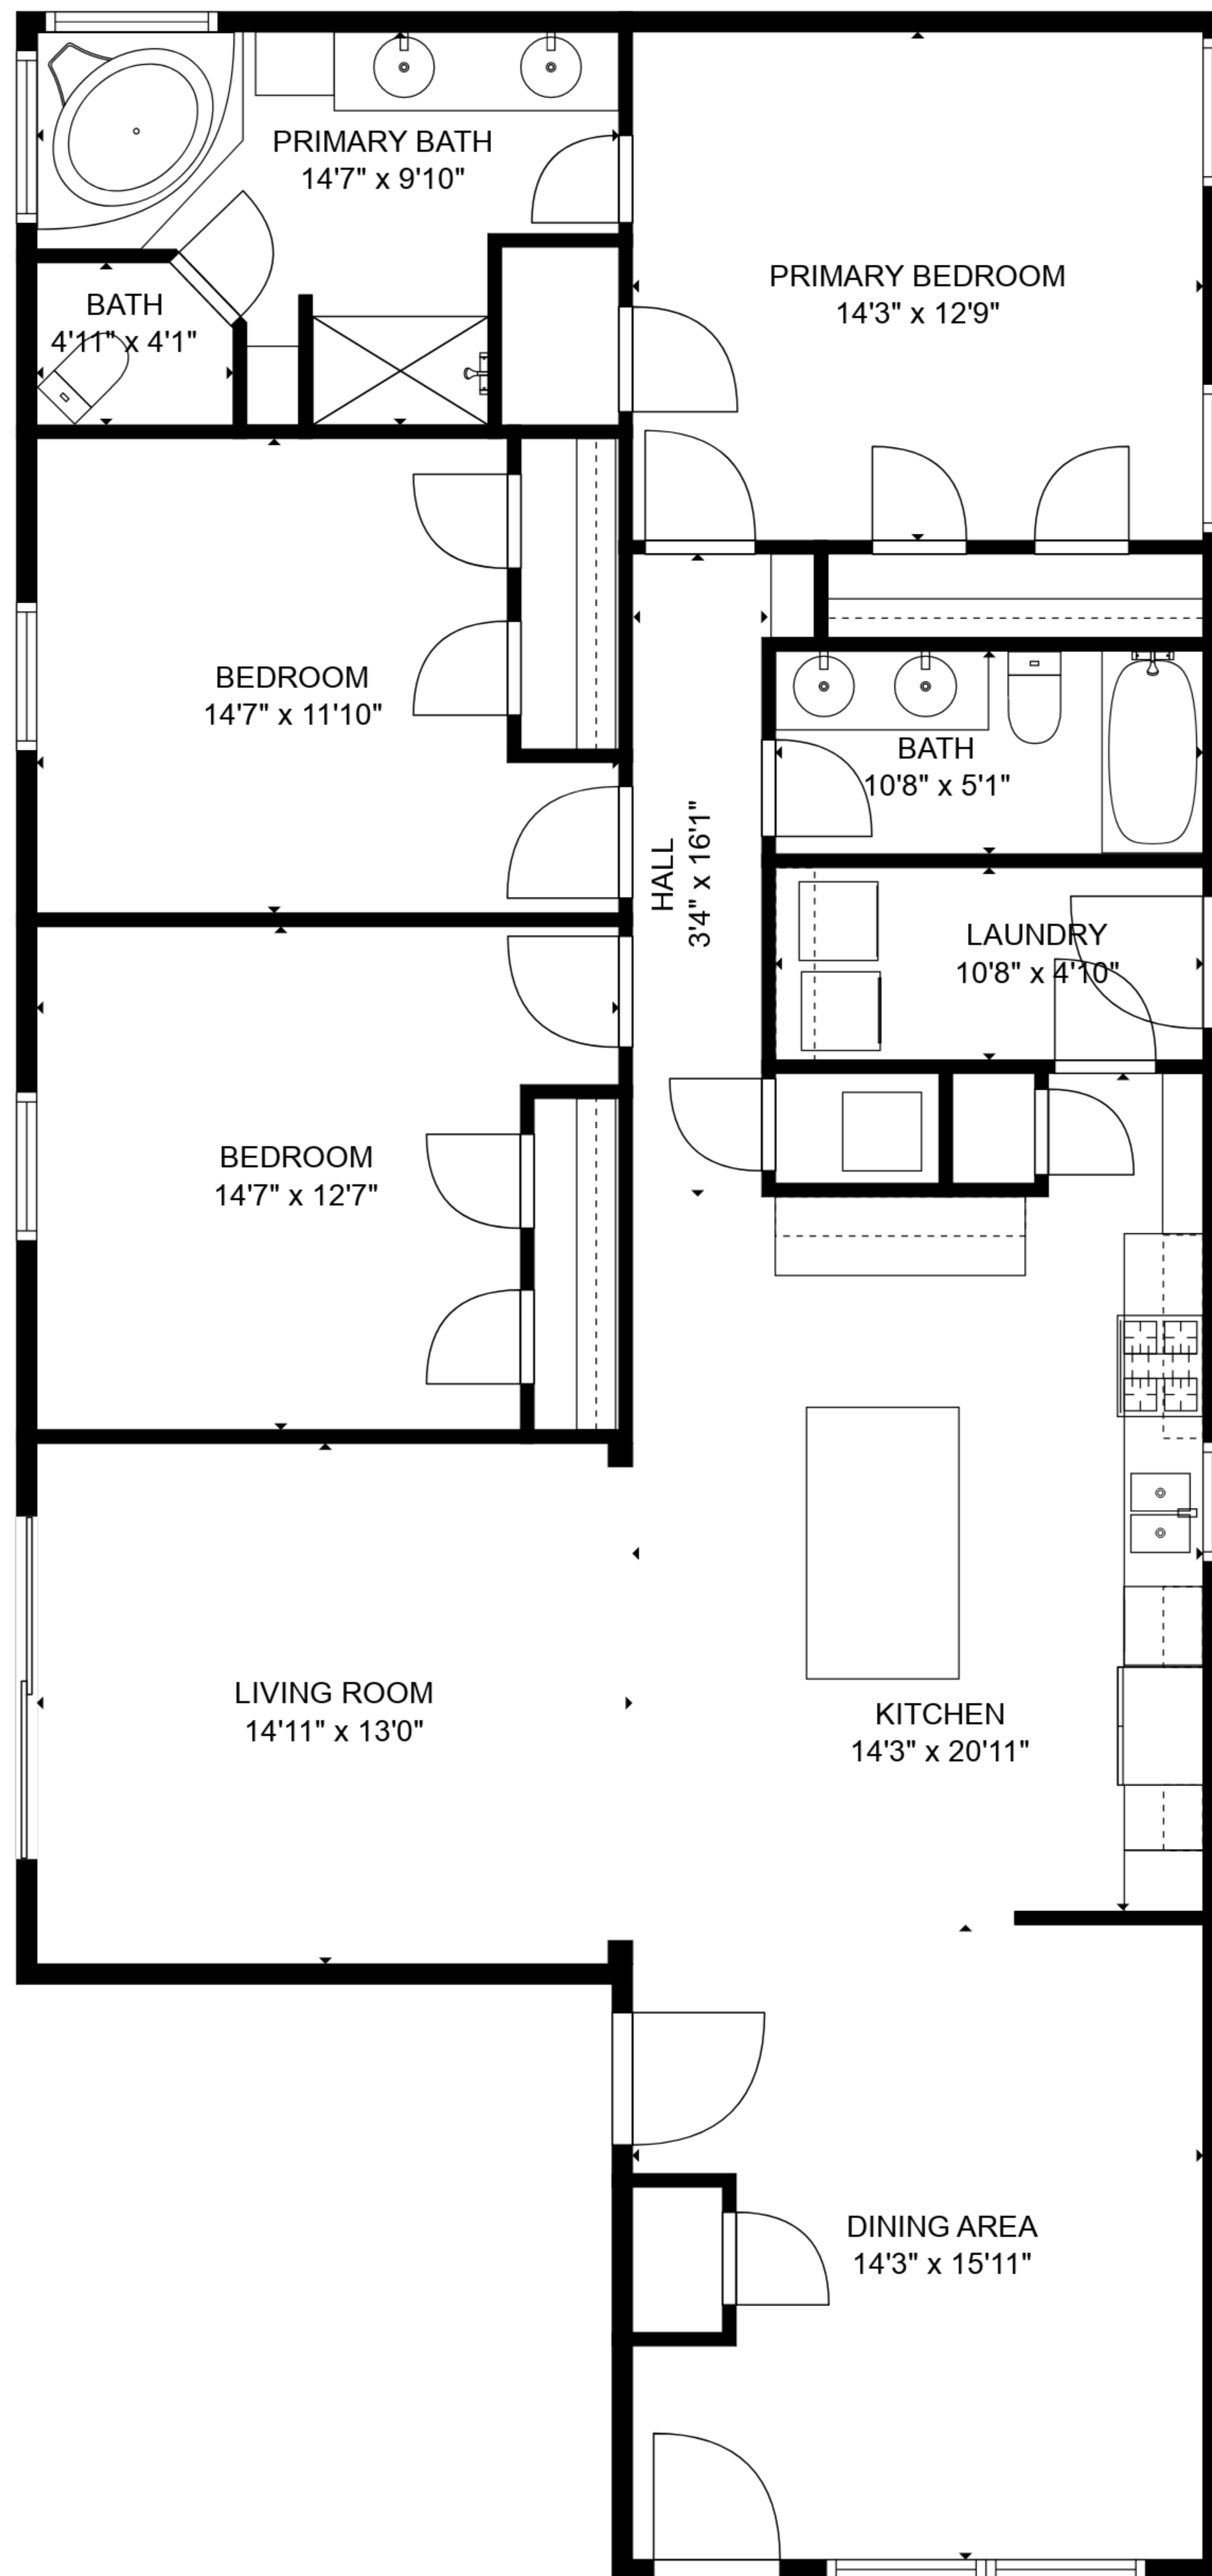 PRIMARY BATH
14'7" x 9'10"
PRIMARY BEDROOM
14'3" x 12'9"
BATH
4'11" x 4'1"
BEDROOM
14'7" x 11'10"
BATH
10'8" x 5'1"
HALL
3'4" x 16'1"
LAUNDRY
10'8" x 4'10"
BEDROOM
14'7" x 12'7"
LIVING ROOM
14'11" x 13'0"
KITCHEN
14'3" x 20'11"
DINING AREA
14'3" x 15'11"